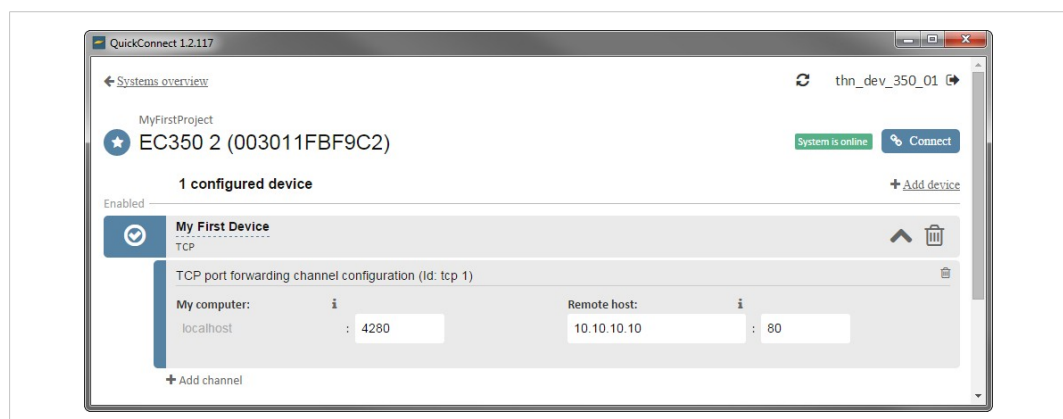 QuickConnect 1.2.117
Systems overview
thn_dev_350_01
MyFirstProject
EC350 2 (003011FBF9C2)
System is online
Connect
1 configured device
Add device
Enabled
My First Device
TCP
TCP port forwarding channel configuration (Id: tcp 1)
My computer: i Remote host: i
localhost : 4280 10.10.10.10 : 80
Add channel